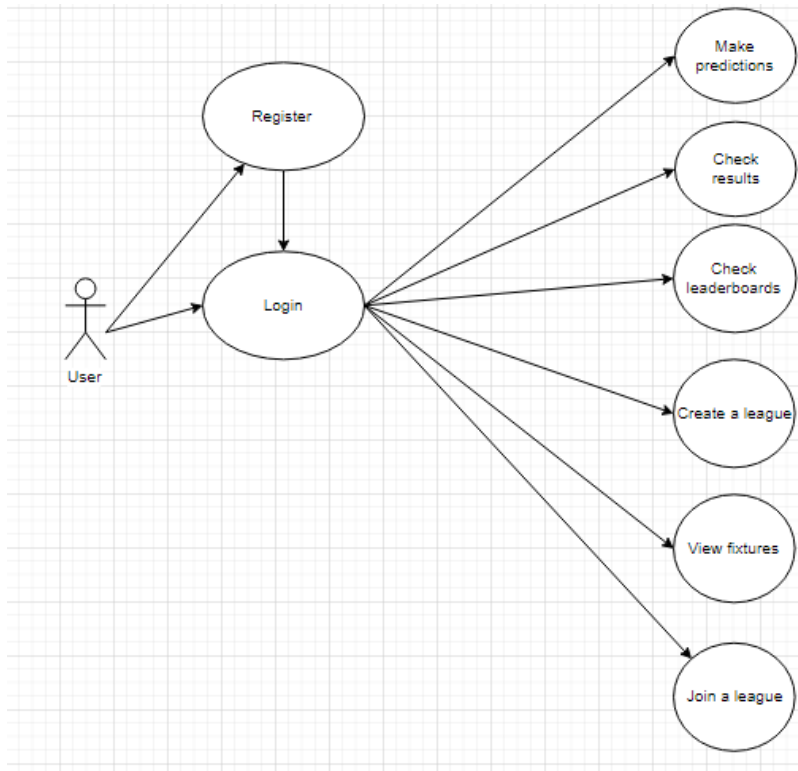 Make
predictions
Register
Check
results
Check
leaderboards
Login
User
Create a league
View fixtures
Join a league